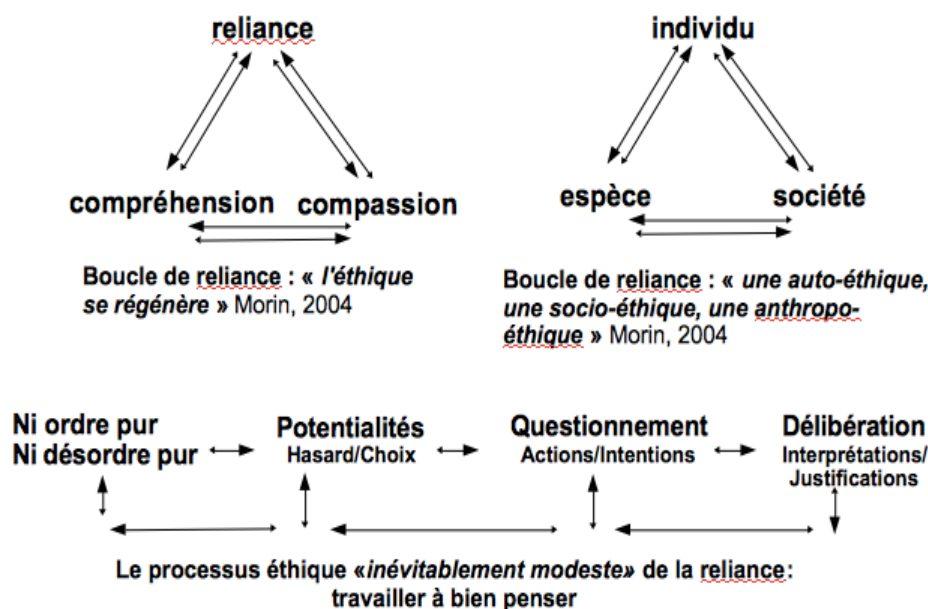 reliance
compréhension compassion
Boucle de reliance : « l'éthique
se régénère » Morin, 2004
individu
espèce société
Boucle de reliance : « une auto-éthique,
une socio-éthique, une anthropo-
éthique » Morin, 2004
Ni ordre pur
Ni désordre pur
Potentialités
Hasard/Choix
Questionnement
Actions/Intentions
Délibération
Interprétations/
Justifications
Le processus éthique «inévitablement modeste» de la reliance:
travailler à bien penser